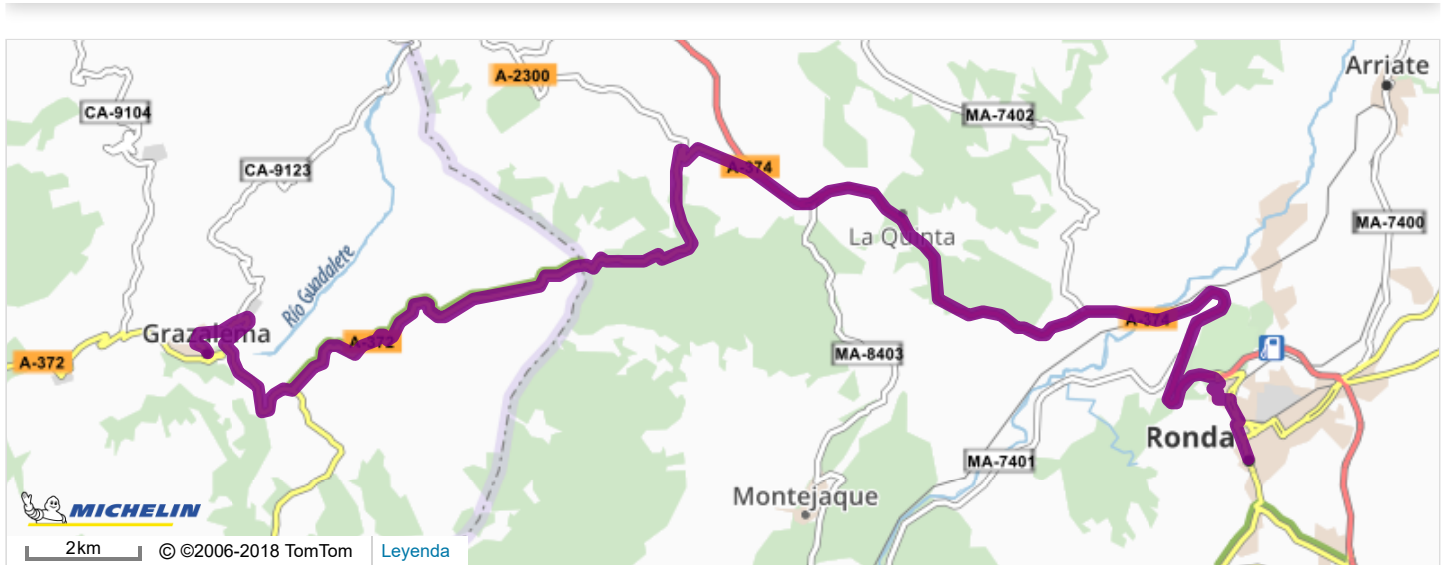 Arriate
A-2300
CA-9104
MA-7402
CA-9123
A-374
MA-7400
La Quinta
Río Guadalete
Grazalema
A-372
A-374
A-372
MA-8403
Ronda
MA-7401
Montejaque
MICHELIN
2km
© ©2006-2018 TomTom
Leyenda